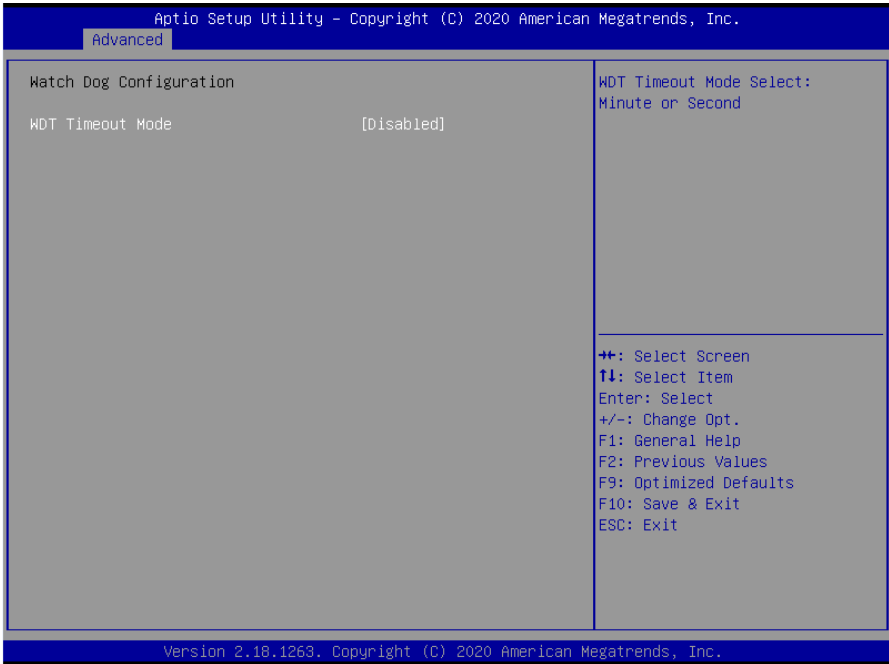 Aptio Setup Utility – Copyright (C) 2020 American Megatrends, Inc.
Advanced
Watch Dog Configuration
WDT Timeout Mode [Disabled]
WDT Timeout Mode Select:
Minute or Second
→←: Select Screen
↑↓: Select Item
Enter: Select
+/-: Change Opt.
F1: General Help
F2: Previous Values
F9: Optimized Defaults
F10: Save & Exit
ESC: Exit
Version 2.18.1263. Copyright (C) 2020 American Megatrends, Inc.